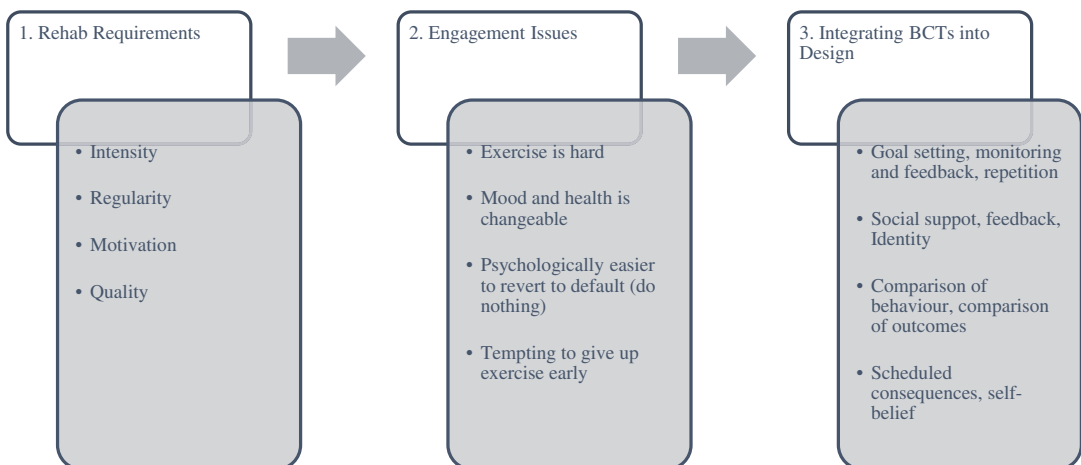 1. Rehab Requirements
• Intensity
• Regularity
• Motivation
• Quality
2. Engagement Issues
• Exercise is hard
• Mood and health is
changeable
• Psychologically easier
to revert to default (do
nothing)
• Tempting to give up
exercise early
3. Integrating BCTs into
Design
• Goal setting, monitoring
and feedback, repetition
• Social suppot, feedback,
Identity
• Comparison of
behaviour, comparison
of outcomes
• Scheduled
consequences, self-
belief